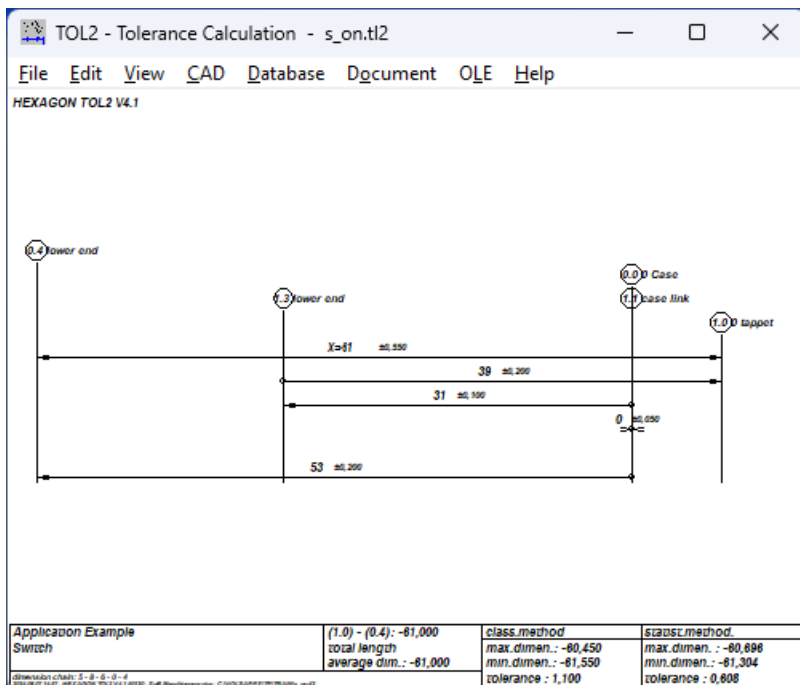 TOL2 - Tolerance Calculation - s_on.tl2
File Edit View CAD Database Document OLE Help
HEXAGON TOL2 V4.1
0.4 lower end
0.0 0 Case
1.3 lower end
1.1 case link
1.0 0 tappet
X=61 ±0,550
39 ±0,200
31 ±0,100
0 ±0,050
53 ±0,200
Application Example
Switch
(1.0) - (0.4): -61,000
total length
average dim.: -61,000
class.method
max.dimen.: -60,450
min.dimen.: -61,550
tolerance : 1,100
statist.method.
max.dimen. : -60,696
min.dimen.: -61,304
tolerance : 0,608
dimension chain: 5 - 8 - 6 - 0 - 4